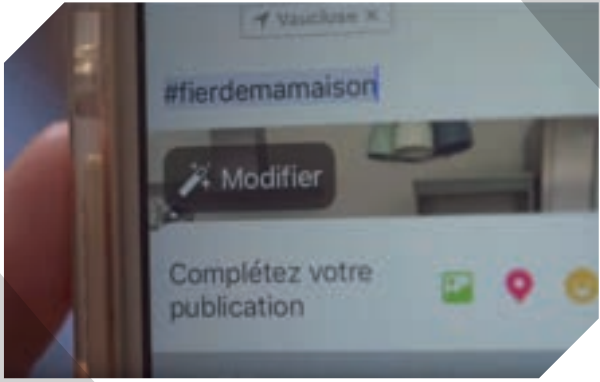 Vaucluse ×
#fierdemamaison
Modifier
Complétez votre
publication